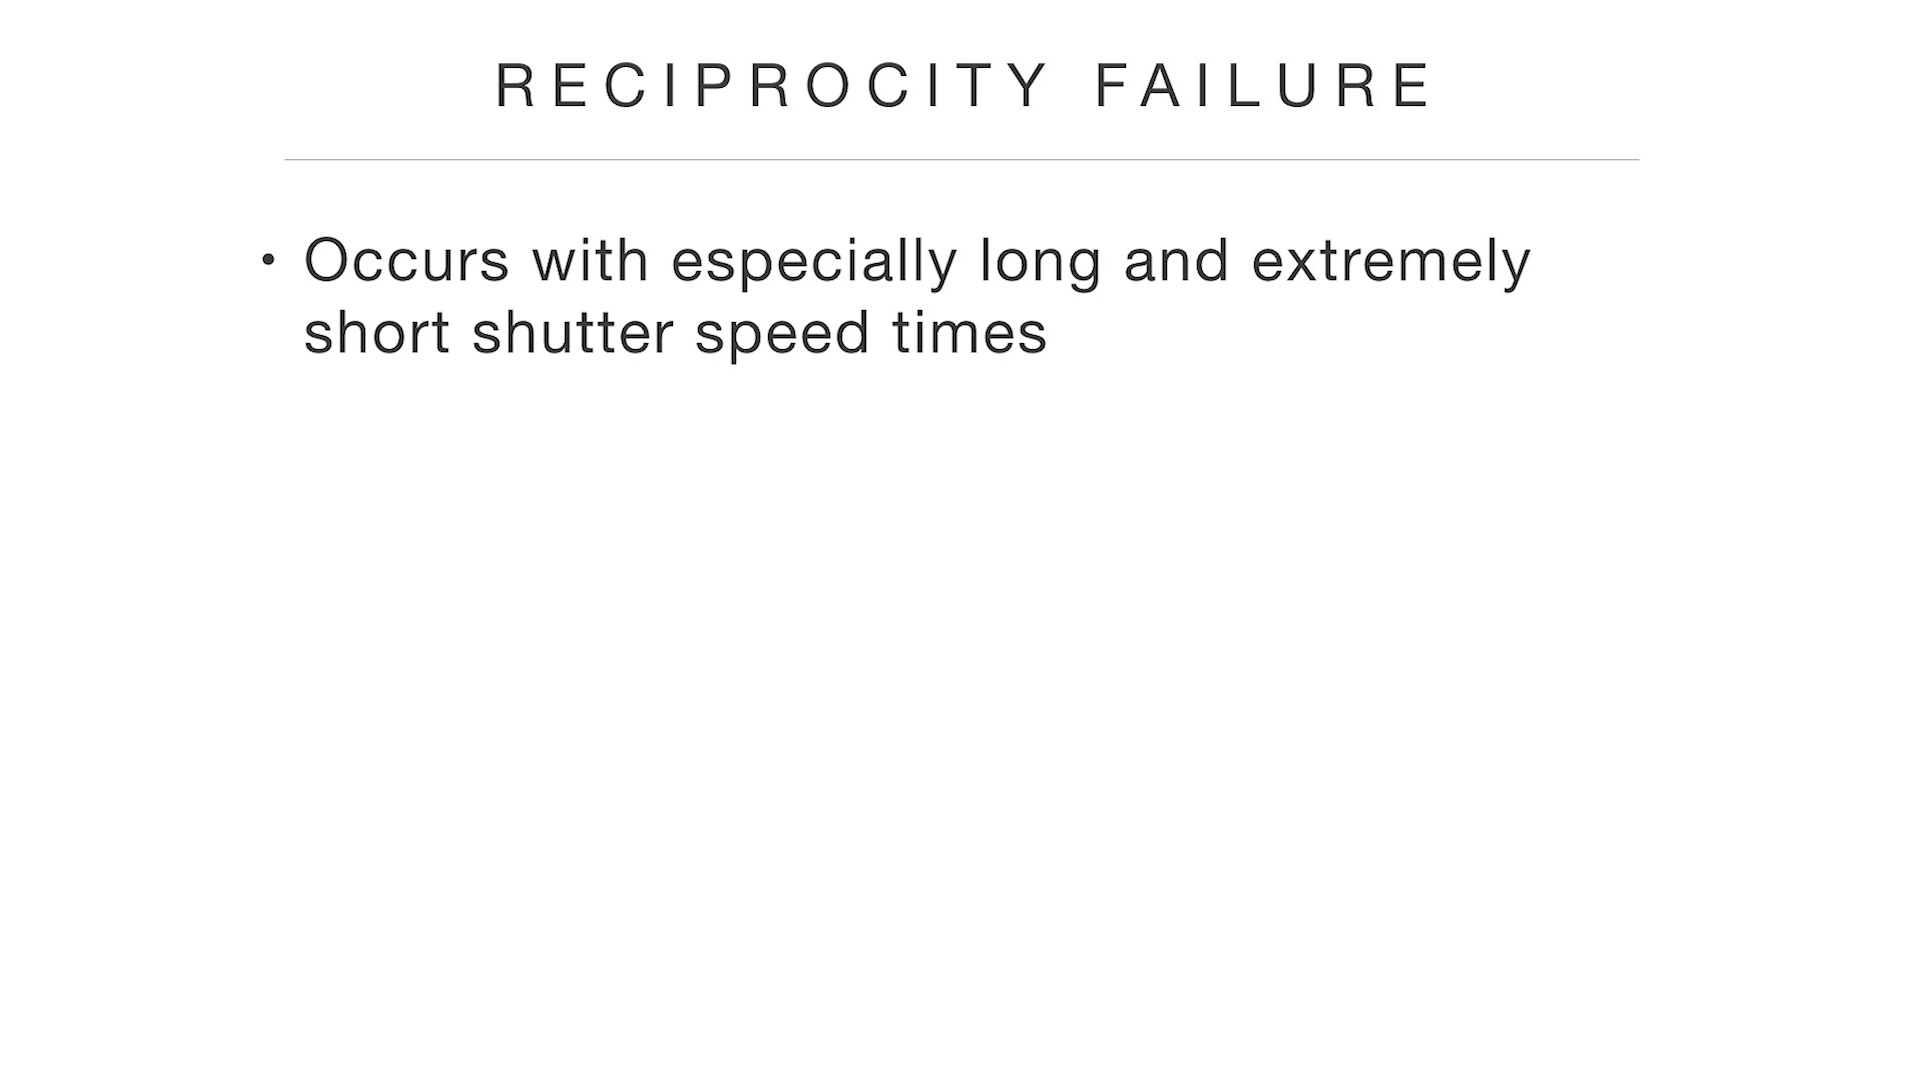 RECIPROCITY FAILURE
• Occurs with especially long and extremely
short shutter speed times